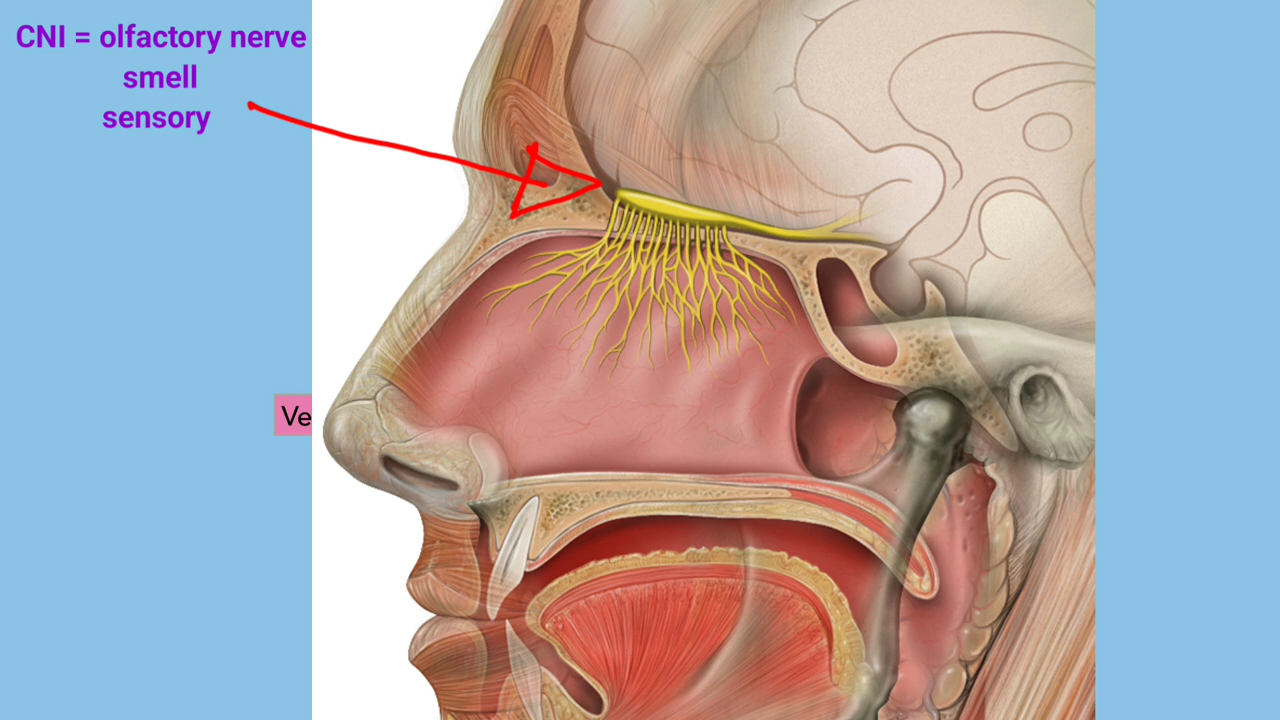 CNI = olfactory nerve
smell
sensory
Ve